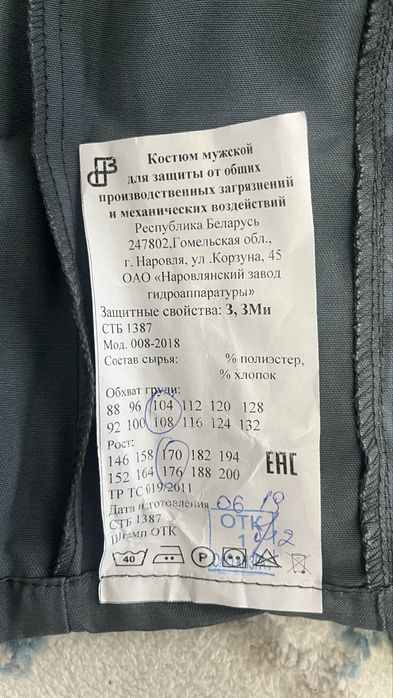 Костюм мужской
для защиты от общих
производственных загрязнений
и механических воздействий
Республика Беларусь
247802,Гомельская обл.,
г. Наровля, ул .Корзуна, 45
ОАО «Наровлянский завод
гидроаппаратуры»
Защитные свойства: З, ЗМи
СТБ 1387
Мод. 008-2018
Состав сырья: % полиэстер,
% хлопок
Обхват груди:
88 96 104 112 120 128
92 100 108 116 124 132
Рост:
146 158 170 182 194
152 164 176 188 200
ЕАС
ТР ТС 019/2011
Дата изготовления 06
СТБ 1387
Штамп ОТК
ОТК
1
40
P